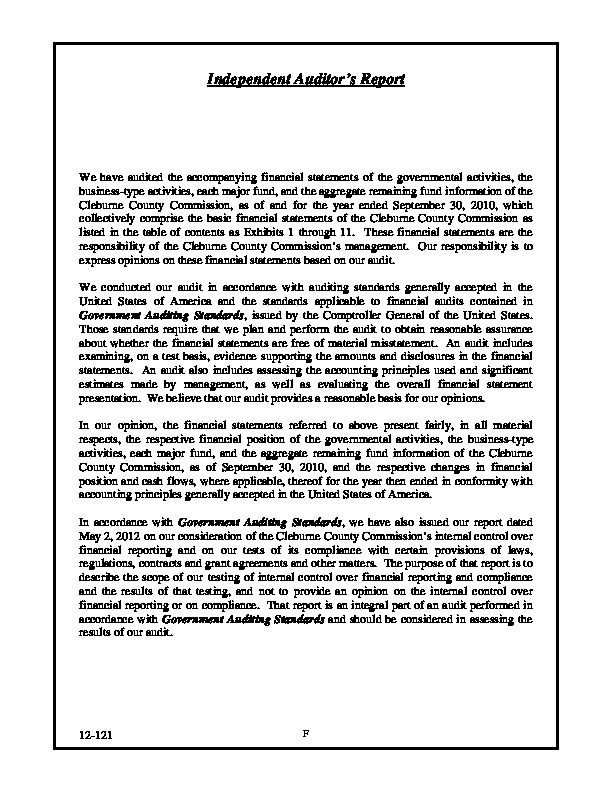 Independent Auditor's Report
We have audited the accompanying financial statements of the governmental activities, the
business-type activities, each major fund, and the aggregate remaining fund information of the
Cleburne County Commission, as of and for the year ended September 30, 2010, which
collectively comprise the basic financial statements of the Cleburne County Commission as
listed in the table of contents as Exhibits 1 through 11.  These financial statements are the
responsibility of the Cleburne County Commission's management.  Our responsibility is to
express opinions on these financial statements based on our audit.
We conducted our audit in accordance with auditing standards generally accepted in the
United States of America and the standards applicable to financial audits contained in
Government Auditing Standards, issued by the Comptroller General of the United States.
Those standards require that we plan and perform the audit to obtain reasonable assurance
about whether the financial statements are free of material misstatement.  An audit includes
examining, on a test basis, evidence supporting the amounts and disclosures in the financial
statements.  An audit also includes assessing the accounting principles used and significant
estimates made by management, as well as evaluating the overall financial statement
presentation.  We believe that our audit provides a reasonable basis for our opinions.
In our opinion, the financial statements referred to above present fairly, in all material
respects, the respective financial position of the governmental activities, the business-type
activities, each major fund, and the aggregate remaining fund information of the Cleburne
County Commission, as of September 30, 2010, and the respective changes in financial
position and cash flows, where applicable, thereof for the year then ended in conformity with
accounting principles generally accepted in the United States of America.
In accordance with Government Auditing Standards, we have also issued our report dated
May 2, 2012 on our consideration of the Cleburne County Commission's internal control over
financial reporting and on our tests of its compliance with certain provisions of laws,
regulations, contracts and grant agreements and other matters.  The purpose of that report is to
describe the scope of our testing of internal control over financial reporting and compliance
and the results of that testing, and not to provide an opinion on the internal control over
financial reporting or on compliance.  That report is an integral part of an audit performed in
accordance with Government Auditing Standards and should be considered in assessing the
results of our audit.
12-121 F